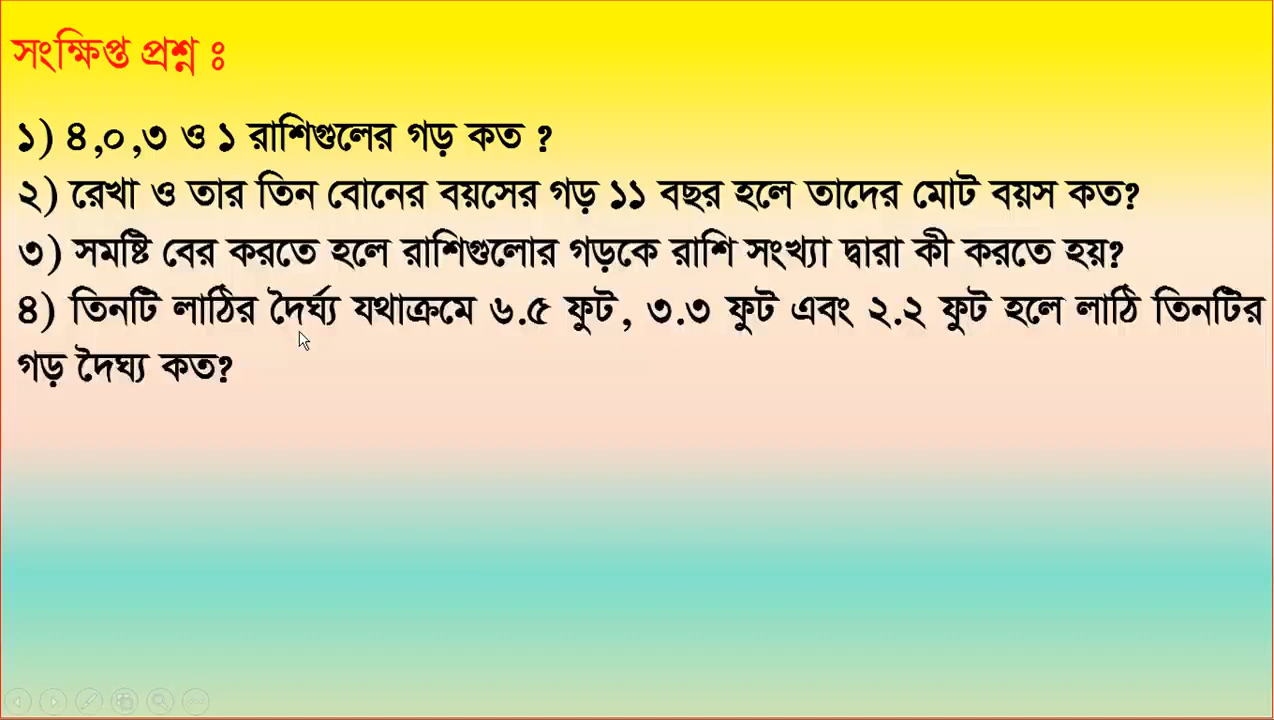 সংক্ষিপ্ত প্রশ্ন ঃ
১) ৪,০,৩ ও ১ রাশিগুলের গড় কত ?
২) রেখা ও তার তিন বোনের বয়সের গড় ১১ বছর হলে তাদের মোট বয়স কত?
৩) সমষ্টি বের করতে হলে রাশিগুলোর গড়কে রাশি সংখ্যা দ্বারা কী করতে হয়?
৪) তিনটি লাঠির দৈর্ঘ্য যথাক্রমে ৬.৫ ফুট, ৩.৩ ফুট এবং ২.২ ফুট হলে লাঠি তিনটির
গড় দৈঘ্য কত?